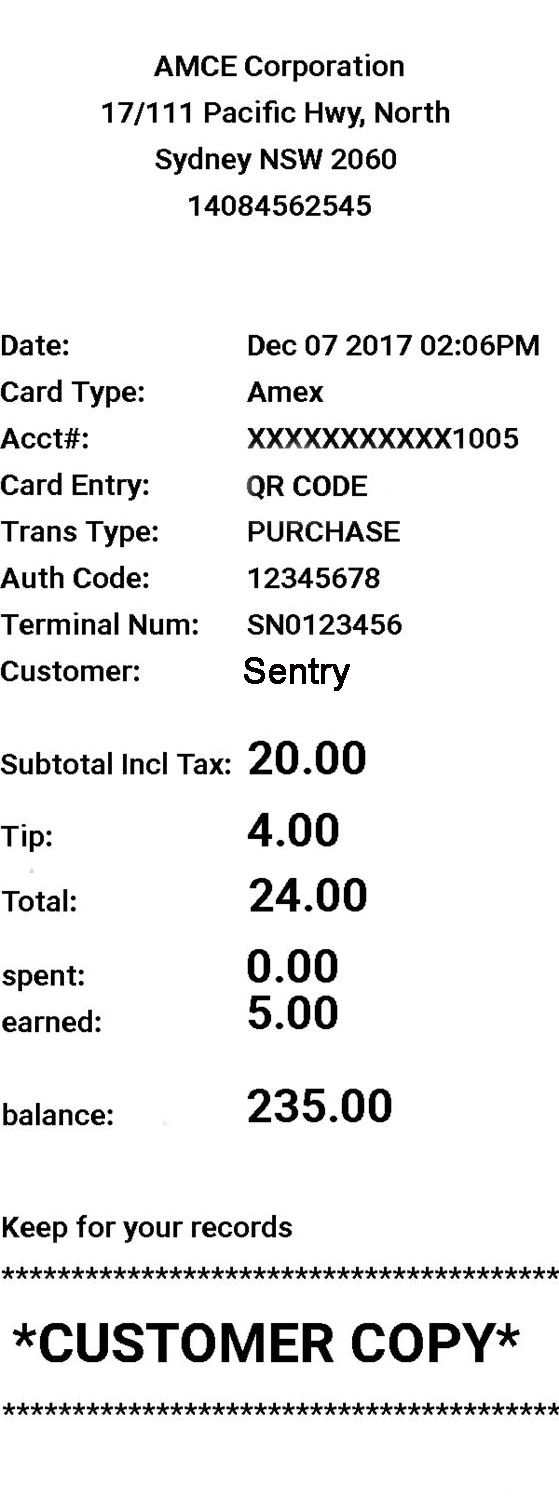 AMCE Corporation
17/111 Pacific Hwy, North
Sydney NSW 2060
14084562545
Date: Dec 07 2017 02:06PM
Card Type: Amex
Acct#: XXXXXXXXXXX1005
Card Entry: QR CODE
Trans Type: PURCHASE
Auth Code: 12345678
Terminal Num: SN0123456
Customer: Sentry
Subtotal Incl Tax: 20.00
Tip: 4.00
Total: 24.00
spent: 0.00
earned: 5.00
balance: 235.00
Keep for your records
****************************************
*CUSTOMER COPY*
****************************************